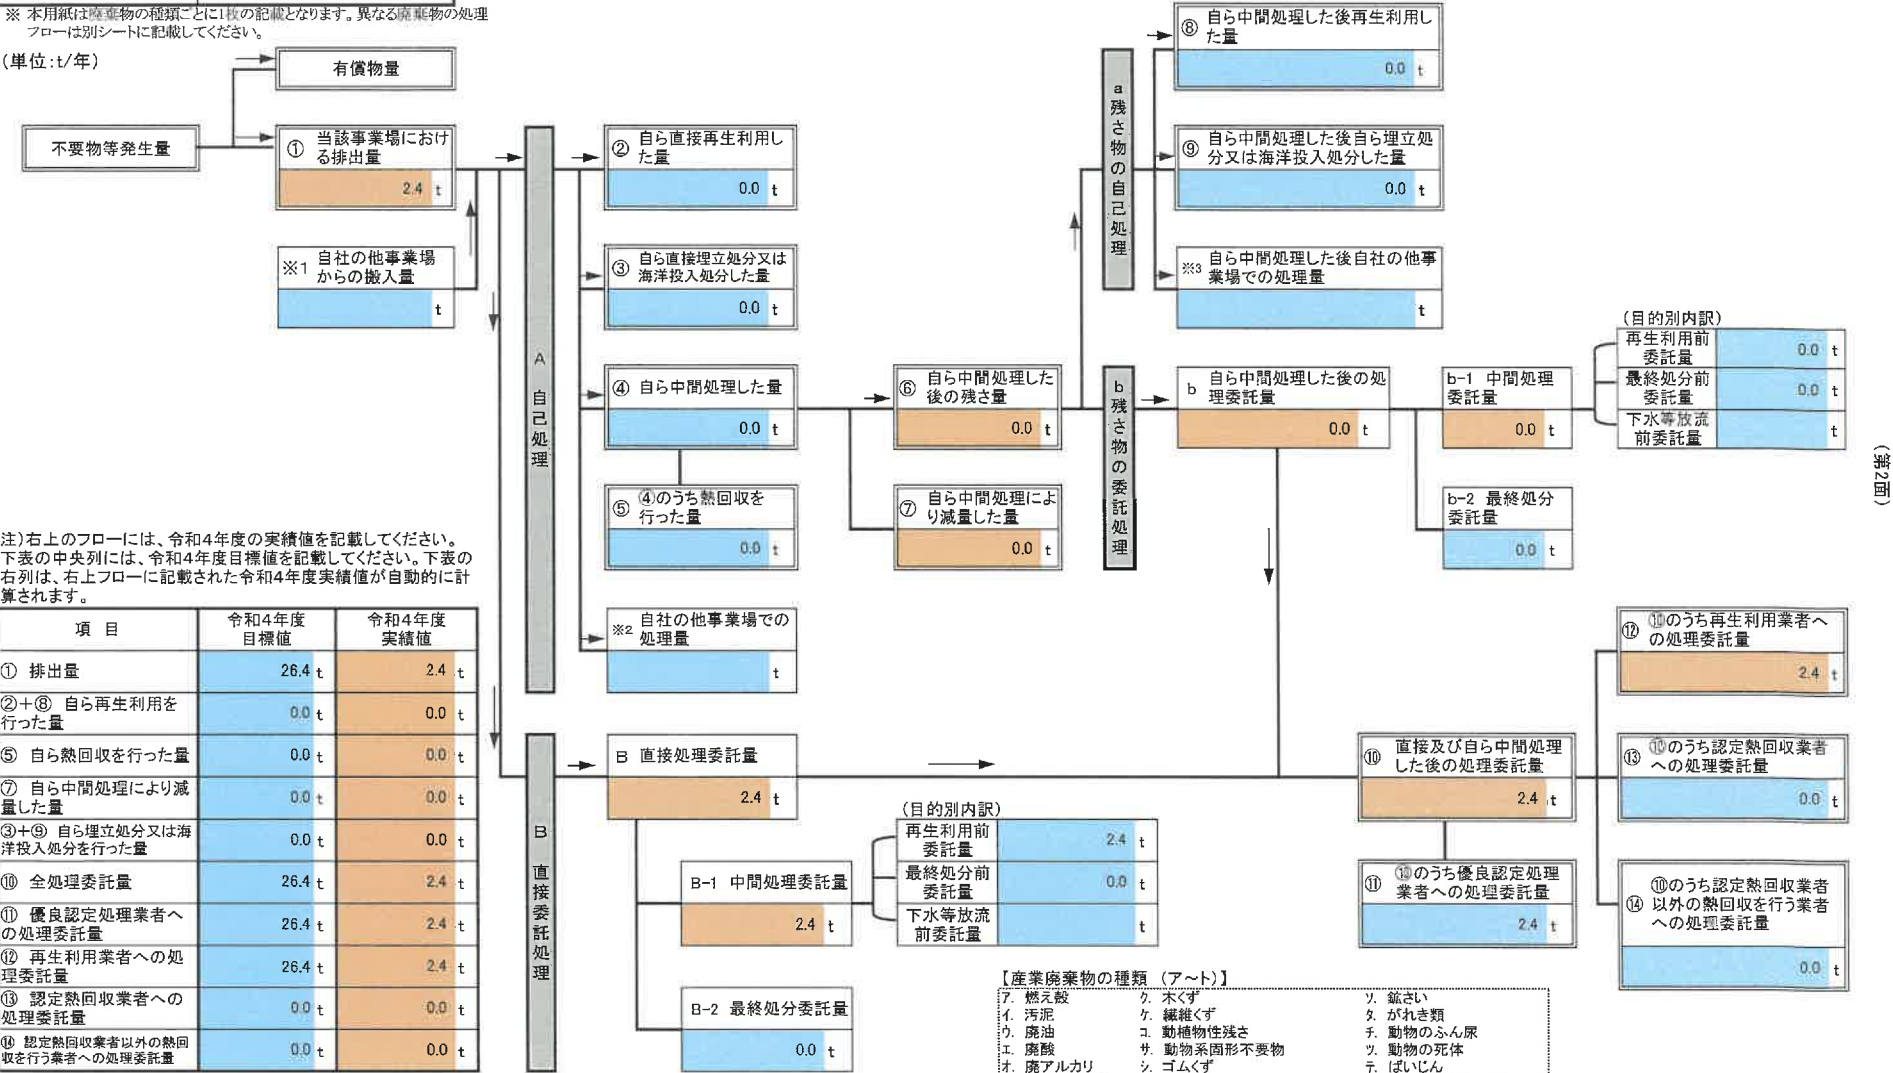 ※ 本用紙は廃棄物の種類ごとに1枚の記載となります。異なる廃棄物の処理
フローは別シートに記載してください。
(単位:t/年)
有償物量
不要物等発生量
① 当該事業場におけ
る排出量
2.4 t
※1 自社の他事業場
からの搬入量
t
A 自己処理
② 自ら直接再生利用し
た量
0.0 t
③ 自ら直接埋立処分又は
海洋投入処分した量
0.0 t
④ 自ら中間処理した量
0.0 t
⑤ ④のうち熱回収を
行った量
0.0 t
※2 自社の他事業場での
処理量
t
⑥ 自ら中間処理した
後の残さ量
0.0 t
⑦ 自ら中間処理によ
り減量した量
0.0 t
a 残さ物の自己処理
⑧ 自ら中間処理した後再生利用し
た量
0.0 t
⑨ 自ら中間処理した後自ら埋立処
分又は海洋投入処分した量
0.0 t
※3 自ら中間処理した後自社の他事
業場での処理量
t
b 残さ物の委託処理
b 自ら中間処理した後の処
理委託量
0.0 t
b-1 中間処理
委託量
0.0 t
(目的別内訳)
再生利用前
委託量
0.0 t
最終処分前
委託量
0.0 t
下水等放流
前委託量
t
b-2 最終処分
委託量
0.0 t
(第2面)
注)右上のフローには、令和4年度の実績値を記載してください。
下表の中央列には、令和4年度目標値を記載してください。下表の
右列は、右上フローに記載された令和4年度実績値が自動的に計
算されます。
項 目 令和4年度 目標値 令和4年度 実績値
① 排出量 26.4 t 2.4 t
②+⑧ 自ら再生利用を
行った量 0.0 t 0.0 t
⑤ 自ら熱回収を行った量 0.0 t 0.0 t
⑦ 自ら中間処理により減
量した量 0.0 t 0.0 t
③+⑨ 自ら埋立処分又は海
洋投入処分を行った量 0.0 t 0.0 t
⑩ 全処理委託量 26.4 t 2.4 t
⑪ 優良認定処理業者へ
の処理委託量 26.4 t 2.4 t
⑫ 再生利用業者への処
理委託量 26.4 t 2.4 t
⑬ 認定熱回収業者への
処理委託量 0.0 t 0.0 t
⑭ 認定熱回収業者以外の熱回
収を行う業者への処理委託量 0.0 t 0.0 t
B 直接委託処理
B 直接処理委託量
2.4 t
B-1 中間処理委託量
2.4 t
(目的別内訳)
再生利用前
委託量
2.4 t
最終処分前
委託量
0.0 t
下水等放流
前委託量
t
B-2 最終処分委託量
0.0 t
⑩ 直接及び自ら中間処理
した後の処理委託量
2.4 t
⑪ ⑩のうち優良認定処理
業者への処理委託量
2.4 t
⑫ ⑩のうち再生利用業者へ
の処理委託量
2.4 t
⑬ ⑩のうち認定熱回収業者
への処理委託量
0.0 t
⑭ ⑩のうち認定熱回収業者
以外の熱回収を行う業者
への処理委託量
0.0 t
【産業廃棄物の種類 (ア～ト)】
ア. 燃え殻 ク. 木くず ソ. 鉱さい
イ. 汚泥 ケ. 繊維くず タ. がれき類
ウ. 廃油 コ. 動植物性残さ チ. 動物のふん尿
エ. 廃酸 サ. 動物系固形不要物 ツ. 動物の死体
オ. 廃アルカリ シ. ゴムくず テ. ばいじん